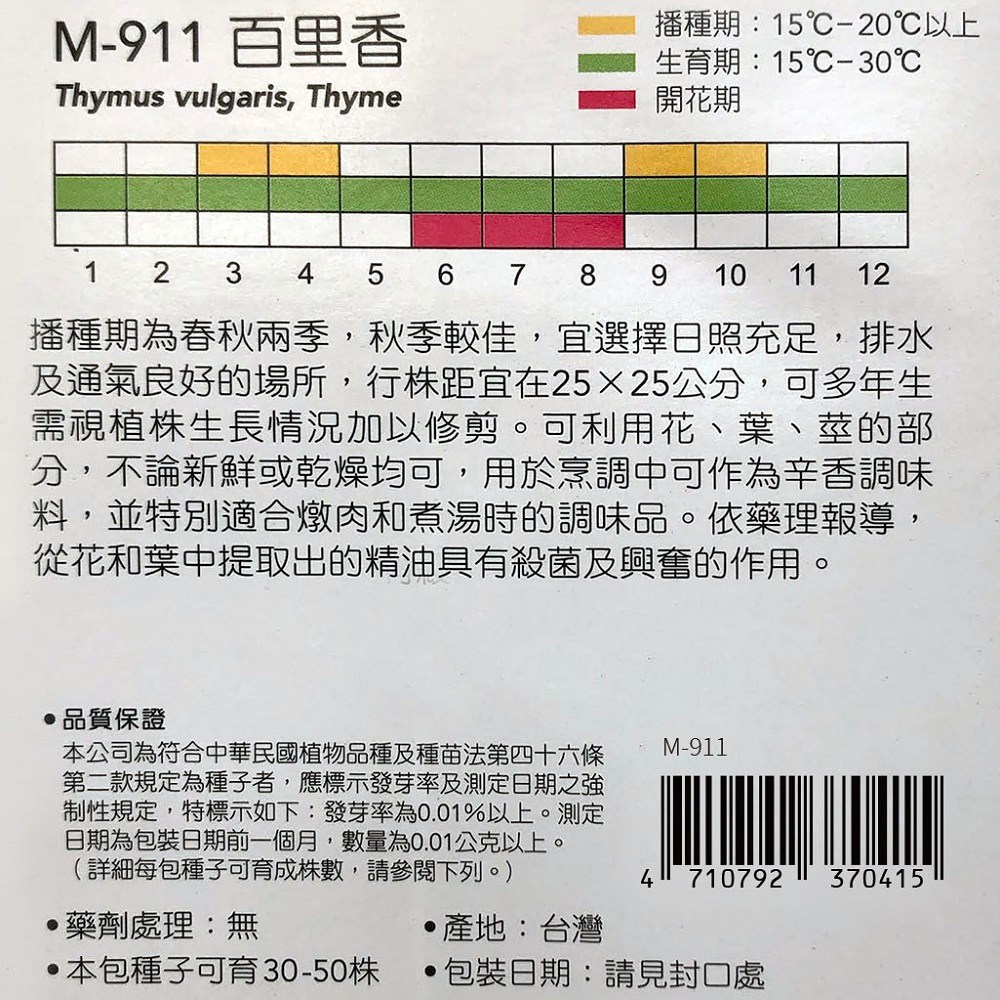 M-911 百里香
Thymus vulgaris, Thyme
播種期：15℃-20℃以上
生育期：15℃-30℃
開花期
1 2 3 4 5 6 7 8 9 10 11 12
播種期為春秋兩季，秋季較佳，宜選擇日照充足，排水
及通氣良好的場所，行株距宜在25×25公分，可多年生
需視植株生長情況加以修剪。可利用花、葉、莖的部
分，不論新鮮或乾燥均可，用於烹調中可作為辛香調味
料，並特別適合燉肉和煮湯時的調味品。依藥理報導，
從花和葉中提取出的精油具有殺菌及興奮的作用。
•品質保證
本公司為符合中華民國植物品種及種苗法第四十六條
第二款規定為種子者，應標示發芽率及測定日期之強
制性規定，特標示如下：發芽率為0.01%以上。測定
日期為包裝日期前一個月，數量為0.01公克以上。
（詳細每包種子可育成株數，請參閱下列。）
M-911
4 710792 370415
•藥劑處理：無
•產地：台灣
•本包種子可育30-50株
•包裝日期：請見封口處